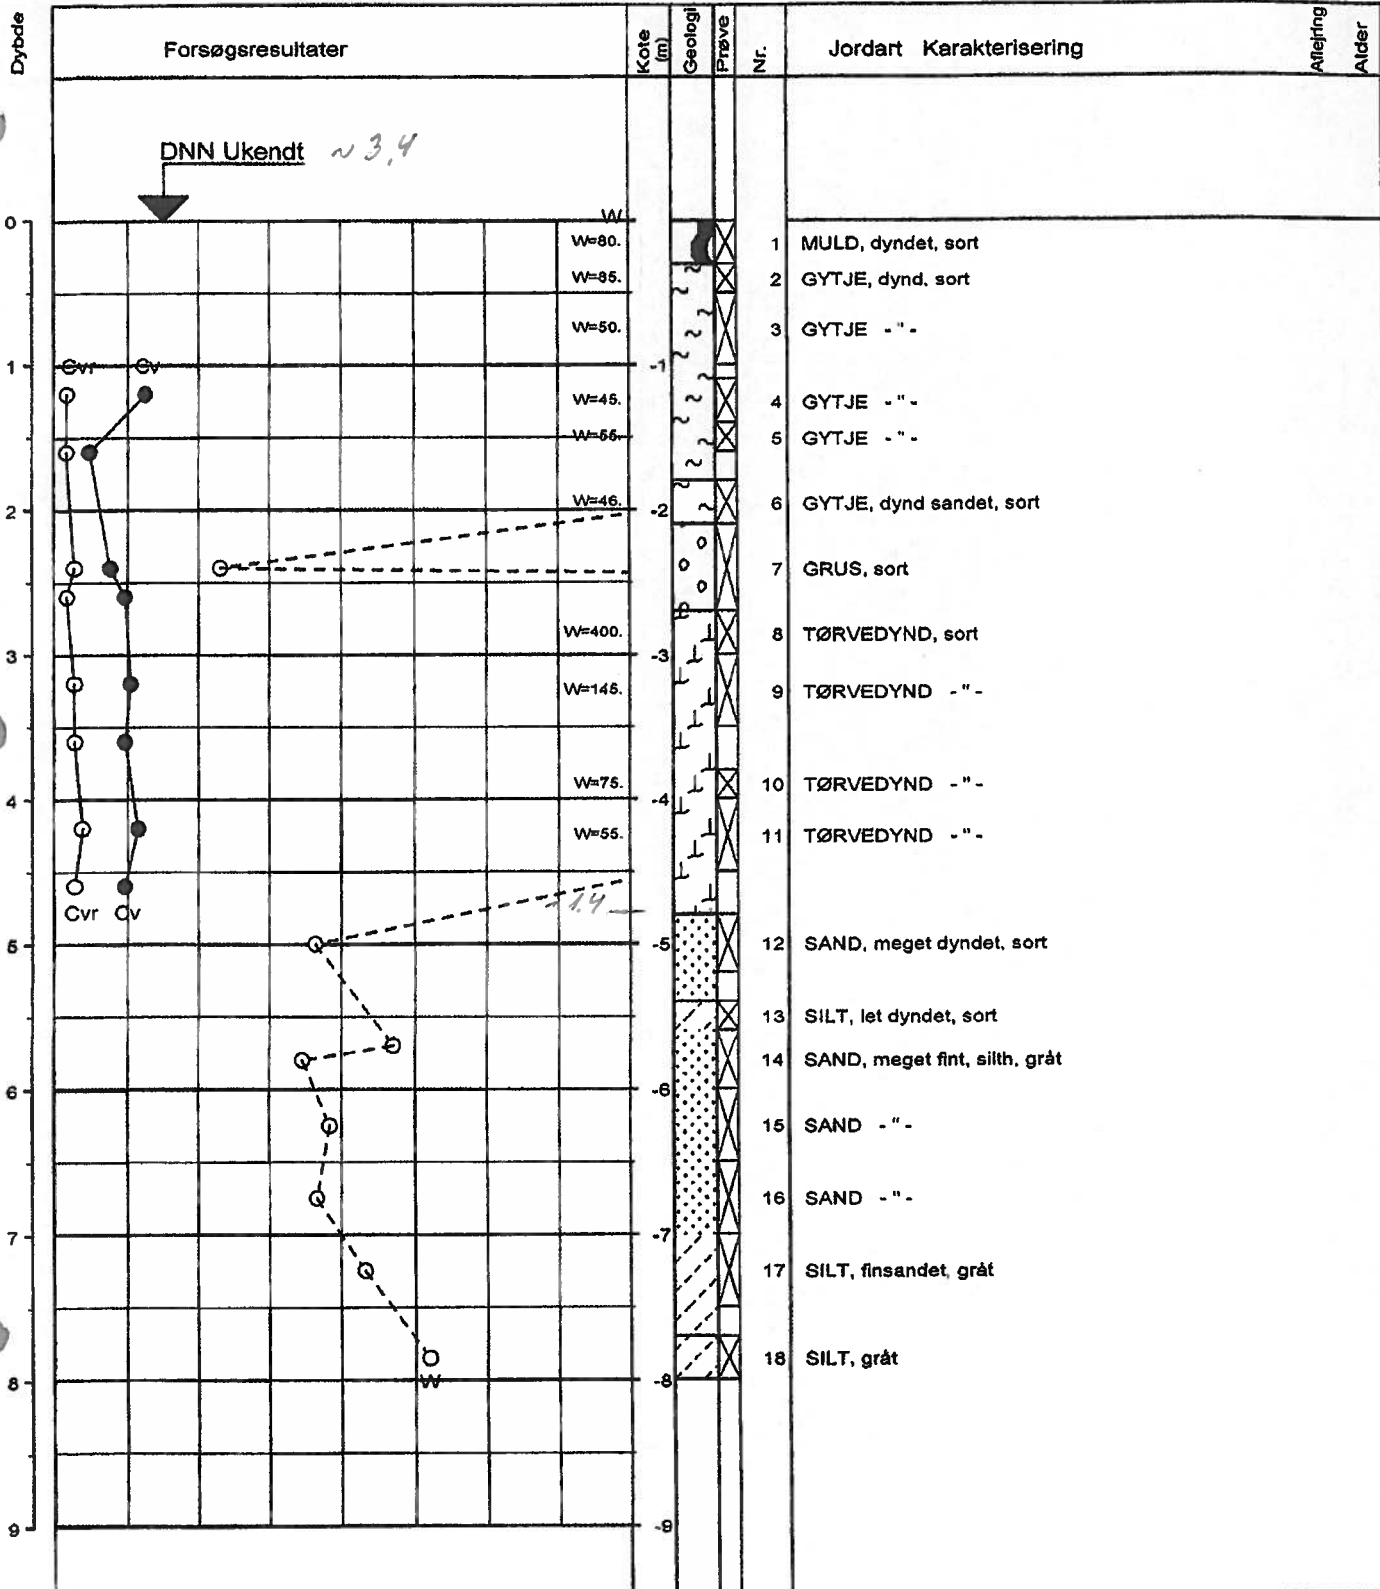 Dybde Forsøgsresultater Kote (m) Geologi Prøve Nr. Jordart Karakterisering Aflejring Alder
DNN Ukendt ~ 3,4
0 W
W=80. 1 MULD, dyndet, sort
W=85. 2 GYTJE, dynd, sort
W=50. 3 GYTJE - " -
1 Cvr Cv -1
W=45. 4 GYTJE - " -
W=55. 5 GYTJE - " -
W=46. 6 GYTJE, dynd sandet, sort
2 -2
7 GRUS, sort
W=400. 8 TØRVEDYND, sort
3 -3
W=145. 9 TØRVEDYND - " -
W=75. 10 TØRVEDYND - " -
4 -4
W=55. 11 TØRVEDYND - " -
Cvr Cv -1.4
5 -5 12 SAND, meget dyndet, sort
13 SILT, let dyndet, sort
14 SAND, meget fint, silth, gråt
6 -6
15 SAND - " -
16 SAND - " -
7 -7
17 SILT, finsandet, gråt
18 SILT, gråt
8 W -8
9 -9